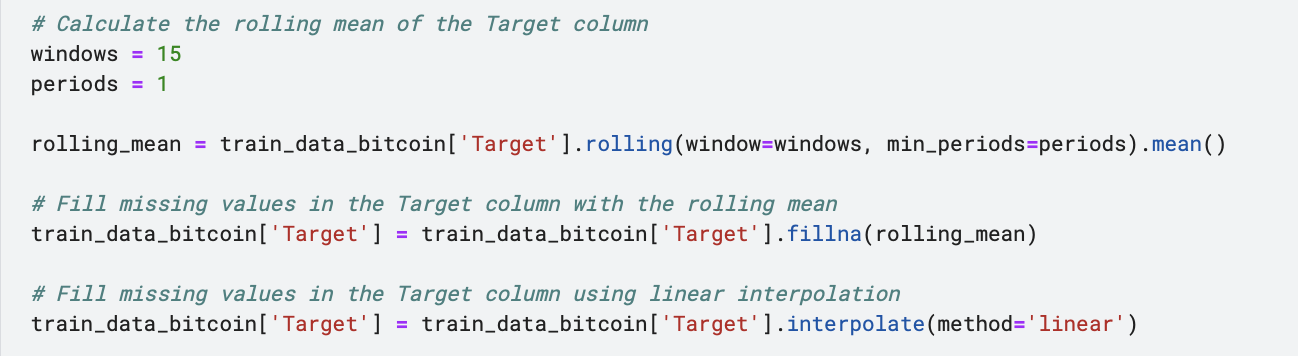 # Calculate the rolling mean of the Target column
windows = 15
periods = 1
rolling_mean = train_data_bitcoin['Target'].rolling(window=windows, min_periods=periods).mean()
# Fill missing values in the Target column with the rolling mean
train_data_bitcoin['Target'] = train_data_bitcoin['Target'].fillna(rolling_mean)
# Fill missing values in the Target column using linear interpolation
train_data_bitcoin['Target'] = train_data_bitcoin['Target'].interpolate(method='linear')